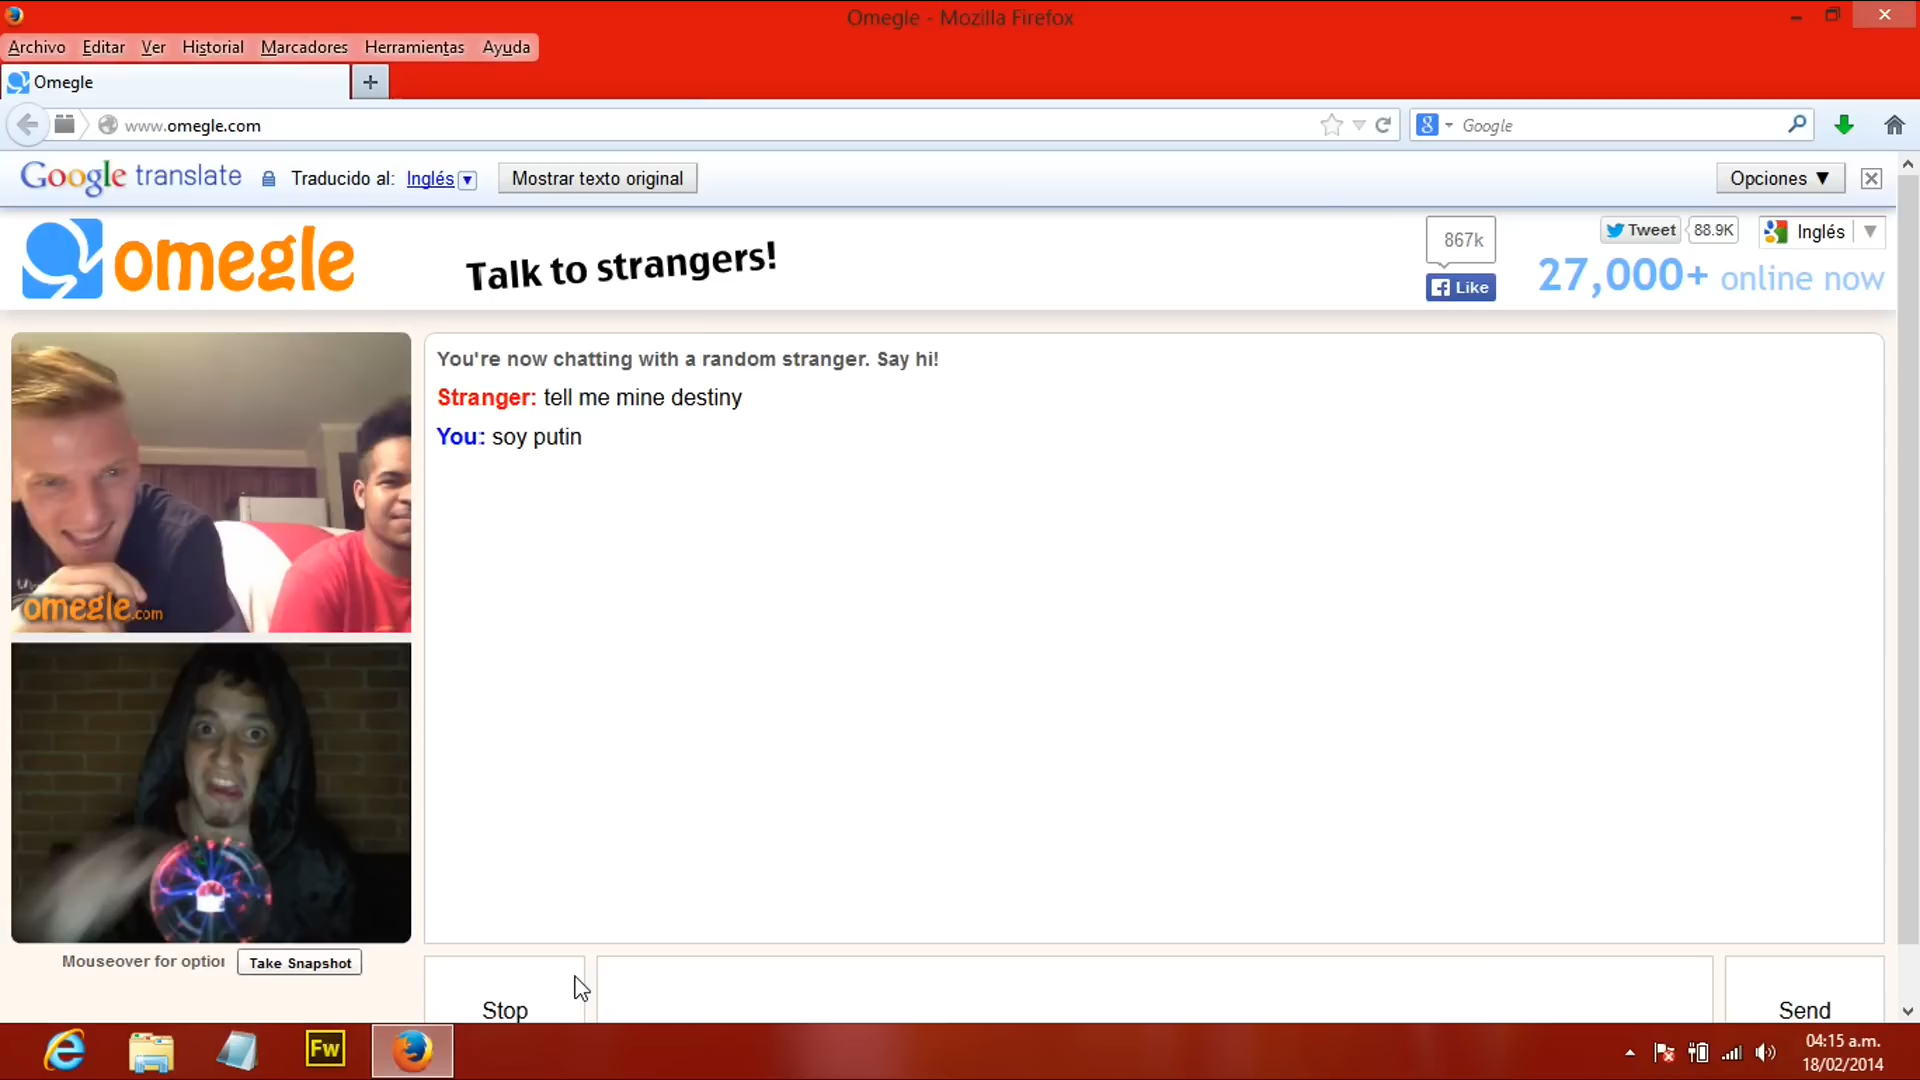 Omegle - Mozilla Firefox
Archivo Editar Ver Historial Marcadores Herramientas Ayuda
Omegle
www.omegle.com
Google
Google translate Traducido al: Inglés Mostrar texto original Opciones ▼
omegle Talk to strangers!
867k
Like
Tweet 88.9K Inglés
27,000+ online now
You're now chatting with a random stranger. Say hi!
Stranger: tell me mine destiny
You: soy putin
omegle.com
Mouseover for option
Take Snapshot
Stop
Send
Fw
04:15 a.m.
18/02/2014